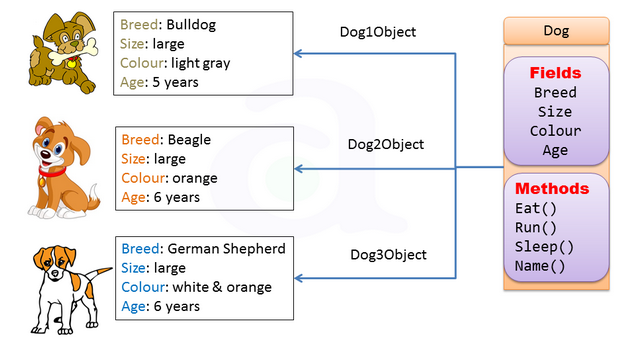 Breed: Bulldog
Size: large
Colour: light gray
Age: 5 years
Dog1Object
Breed: Beagle
Size: large
Colour: orange
Age: 6 years
Dog2Object
Breed: German Shepherd
Size: large
Colour: white & orange
Age: 6 years
Dog3Object
Dog
Fields
Breed
Size
Colour
Age
Methods
Eat()
Run()
Sleep()
Name()